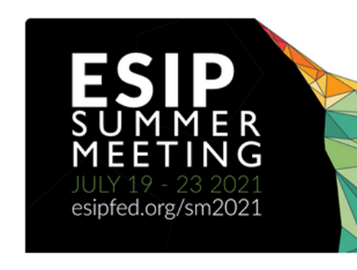 ESIP
SUMMER
MEETING
JULY 19 - 23 2021
esipfed.org/sm2021